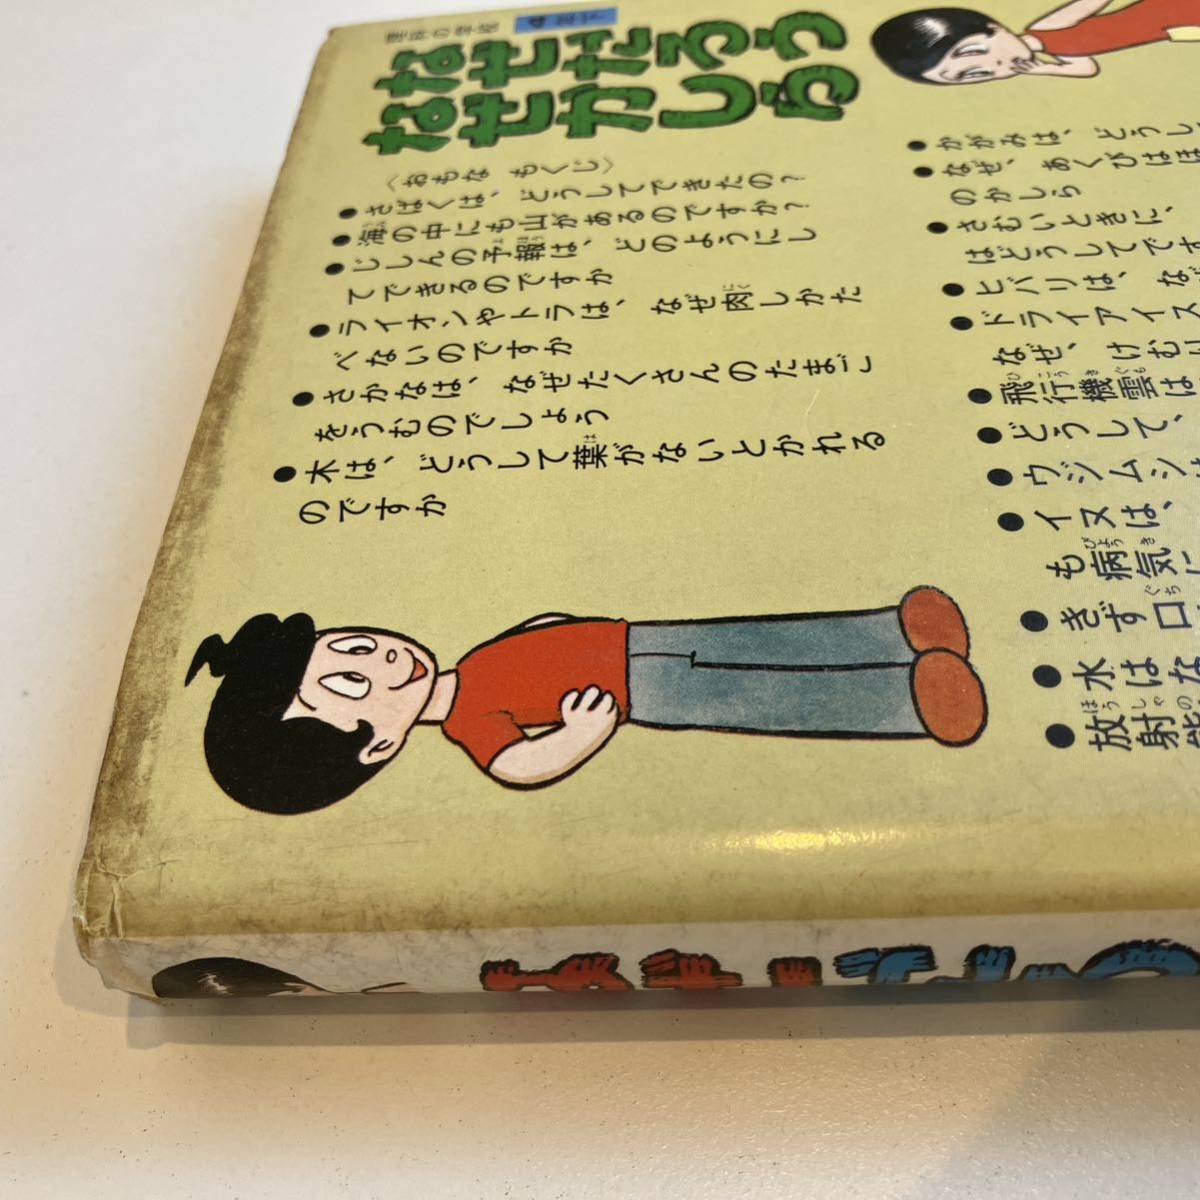 理科の学校 4年下
なぜだろう
なぜかしら
〈おもな もくじ〉
●さばくは、どうしてできたの？
●海の中にも山があるのですか？
●じしんの予報は、どのようにし
てできるのですか
●ライオンやトラは、なぜ肉しかた
べないのですか
●さかなは、なぜたくさんのたまご
をうむのでしょう
●木は、どうして葉がないとかれる
のですか
●かがみは、どうし
●なぜ、あくびはほ
のかしら
●さむいときに、
はどうしてです
●ヒバリは、な
●ドライアイス
なぜ、けむり
●飛行機雲は、
●どうして、
●ウジムシは
●イヌは、
も病気に
●きず口
●水はな
●放射能